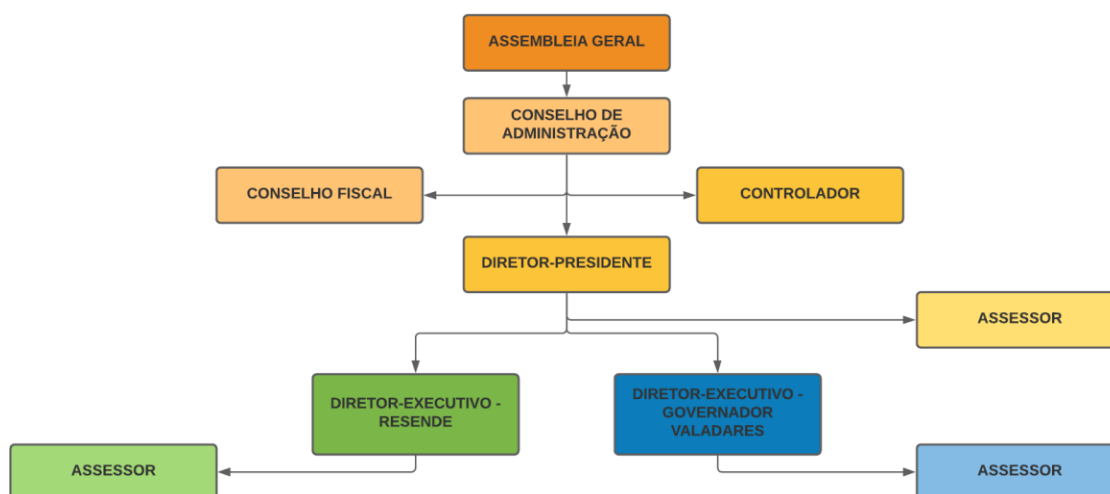 ASSEMBLEIA GERAL
CONSELHO DE
ADMINISTRAÇÃO
CONSELHO FISCAL
CONTROLADOR
DIRETOR-PRESIDENTE
ASSESSOR
DIRETOR-EXECUTIVO -
RESENDE
DIRETOR-EXECUTIVO -
GOVERNADOR
VALADARES
ASSESSOR
ASSESSOR